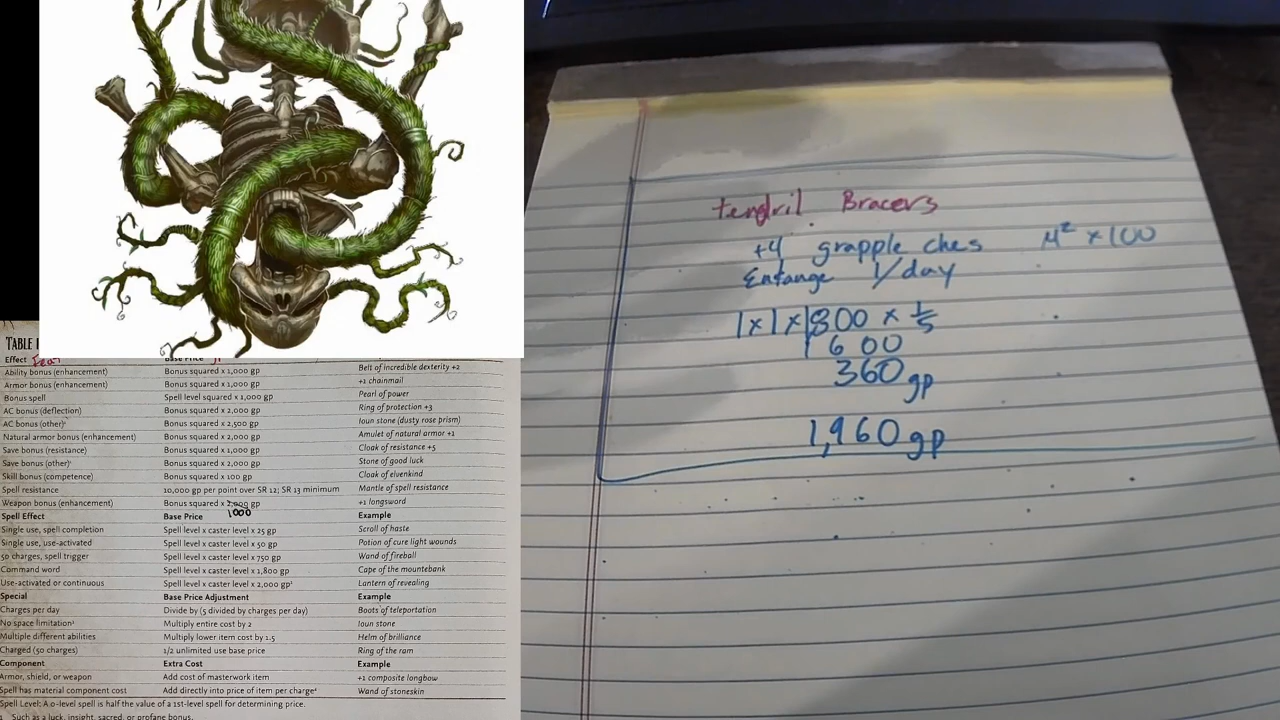 TABLE
Effect Base Price
Ability bonus (enhancement) Bonus squared x 1,000 gp Belt of incredible dexterity +2
Armor bonus (enhancement) Bonus squared x 1,000 gp +1 chainmail
Bonus spell Spell level squared x 1,000 gp Pearl of power
AC bonus (deflection) Bonus squared x 2,000 gp Ring of protection +3
AC bonus (other)¹ Bonus squared x 2,500 gp Ioun stone (dusty rose prism)
Natural armor bonus (enhancement) Bonus squared x 2,000 gp Amulet of natural armor +1
Save bonus (resistance) Bonus squared x 1,000 gp Cloak of resistance +5
Save bonus (other)¹ Bonus squared x 2,000 gp Stone of good luck
Skill bonus (competence) Bonus squared x 100 gp Cloak of elvenkind
Spell resistance 10,000 gp per point over SR 12; SR 13 minimum Mantle of spell resistance
Weapon bonus (enhancement) Bonus squared x 2,000 gp +1 longsword
1000
Spell Effect Base Price Example
Single use, spell completion Spell level x caster level x 25 gp Scroll of haste
Single use, use-activated Spell level x caster level x 50 gp Potion of cure light wounds
50 charges, spell trigger Spell level x caster level x 750 gp Wand of fireball
Command word Spell level x caster level x 1,800 gp Cape of the mountebank
Use-activated or continuous Spell level x caster level x 2,000 gp² Lantern of revealing
Special Base Price Adjustment Example
Charges per day Divide by (5 divided by charges per day) Boots of teleportation
No space limitation³ Multiply entire cost by 2 Ioun stone
Multiple different abilities Multiply lower item cost by 1.5 Helm of brilliance
Charged (50 charges) 1/2 unlimited use base price Ring of the ram
Component Extra Cost Example
Armor, shield, or weapon Add cost of masterwork item +1 composite longbow
Spell has material component cost Add directly into price of item per charge⁴ Wand of stoneskin
Spell Level: A 0-level spell is half the value of a 1st-level spell for determining price.
1 Such as a luck, insight, sacred, or profane bonus.
tendril Bracers
+4 grapple ches 4² x 100
Entange 1/day
1x1x1800 x 1/5
1600
360gp
1,960gp